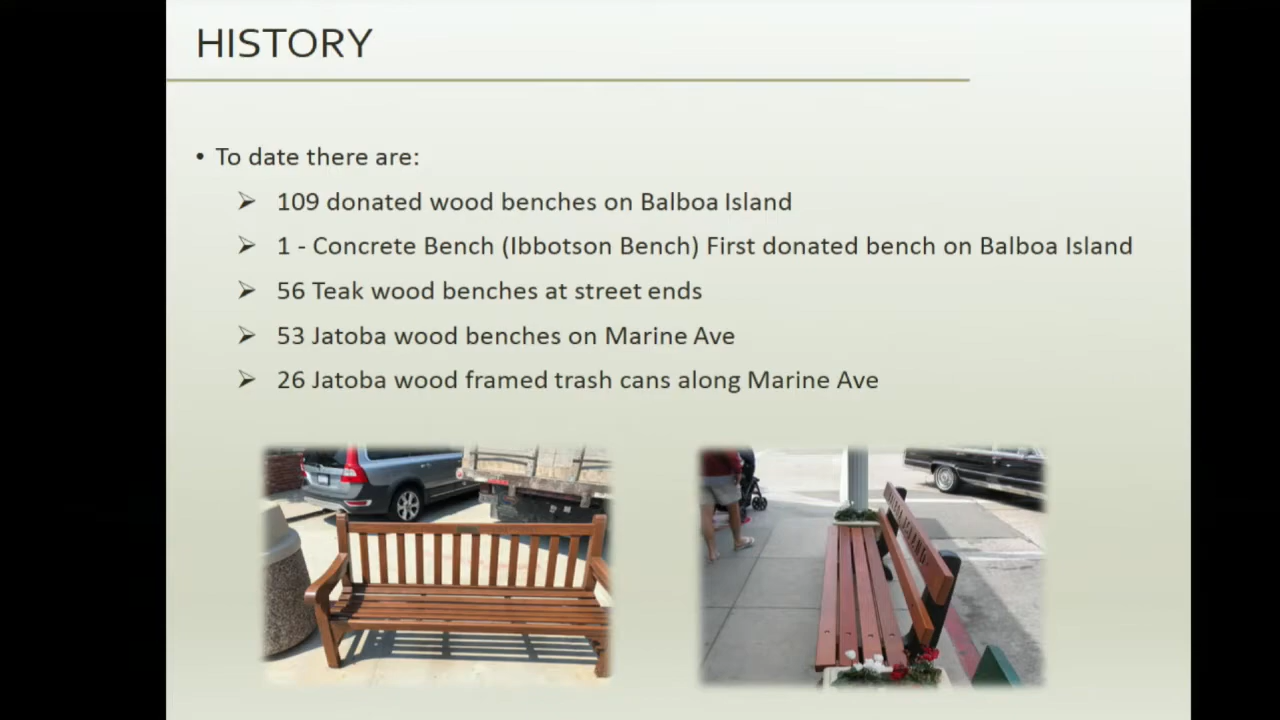 HISTORY
• To date there are:
➢ 109 donated wood benches on Balboa Island
➢ 1 - Concrete Bench (Ibbotson Bench) First donated bench on Balboa Island
➢ 56 Teak wood benches at street ends
➢ 53 Jatoba wood benches on Marine Ave
➢ 26 Jatoba wood framed trash cans along Marine Ave